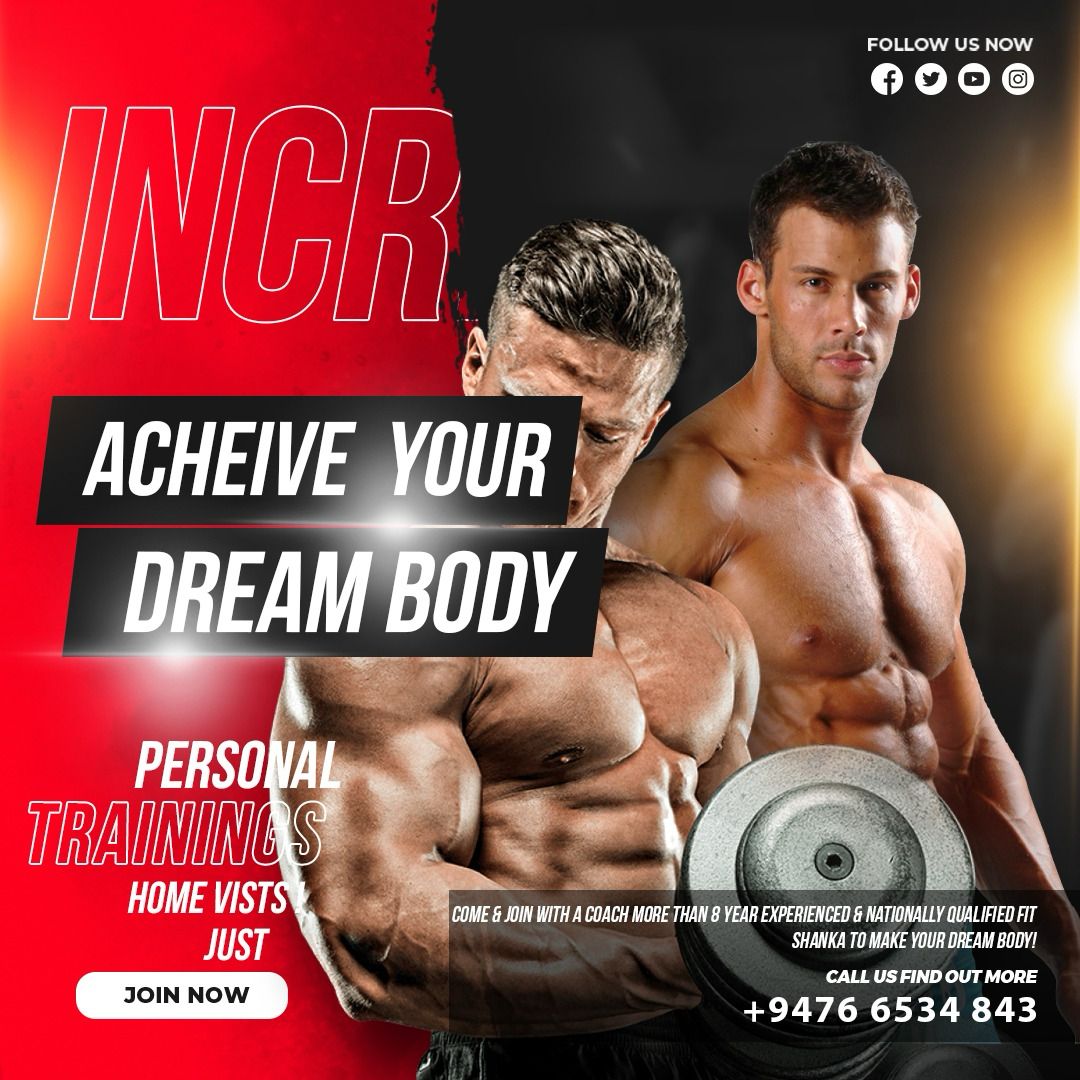 FOLLOW US NOW
INCR
ACHEIVE YOUR
DREAM BODY
PERSONAL
TRAININGS
HOME VISTS !
JUST
JOIN NOW
COME & JOIN WITH A COACH MORE THAN 8 YEAR EXPERIENCED & NATIONALLY QUALIFIED FIT
SHANKA TO MAKE YOUR DREAM BODY!
CALL US FIND OUT MORE
+9476 6534 843